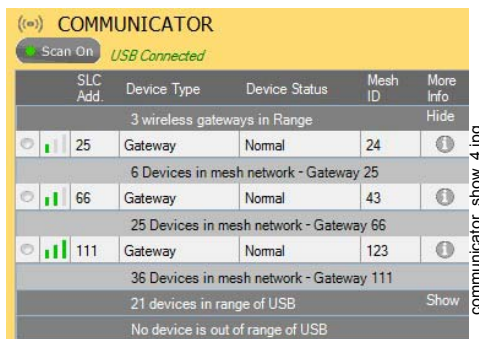 COMMUNICATOR
Scan On USB Connected
SLC Add. Device Type Device Status Mesh ID More Info
3 wireless gateways in Range Hide
25 Gateway Normal 24
6 Devices in mesh network - Gateway 25
66 Gateway Normal 43
25 Devices in mesh network - Gateway 66
111 Gateway Normal 123
36 Devices in mesh network - Gateway 111
21 devices in range of USB Show
No device is out of range of USB
communicator_show_4.jpg